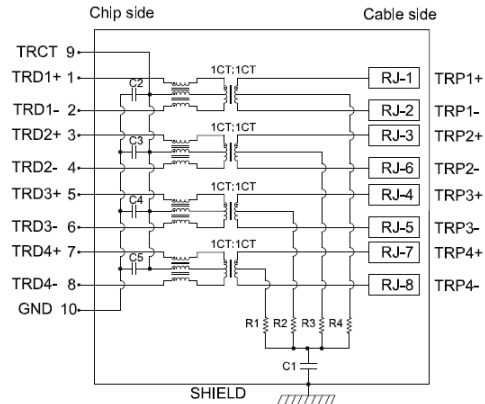 Chip side Cable side
TRCT 9
1CT:1CT
TRD1+ 1 C2 RJ-1 TRP1+
TRD1- 2 RJ-2 TRP1-
1CT:1CT
TRD2+ 3 C3 RJ-3 TRP2+
TRD2- 4 RJ-6 TRP2-
1CT:1CT
TRD3+ 5 C4 RJ-4 TRP3+
TRD3- 6 RJ-5 TRP3-
1CT:1CT
TRD4+ 7 C5 RJ-7 TRP4+
TRD4- 8 RJ-8 TRP4-
GND 10
R1 R2 R3 R4
C1
SHIELD